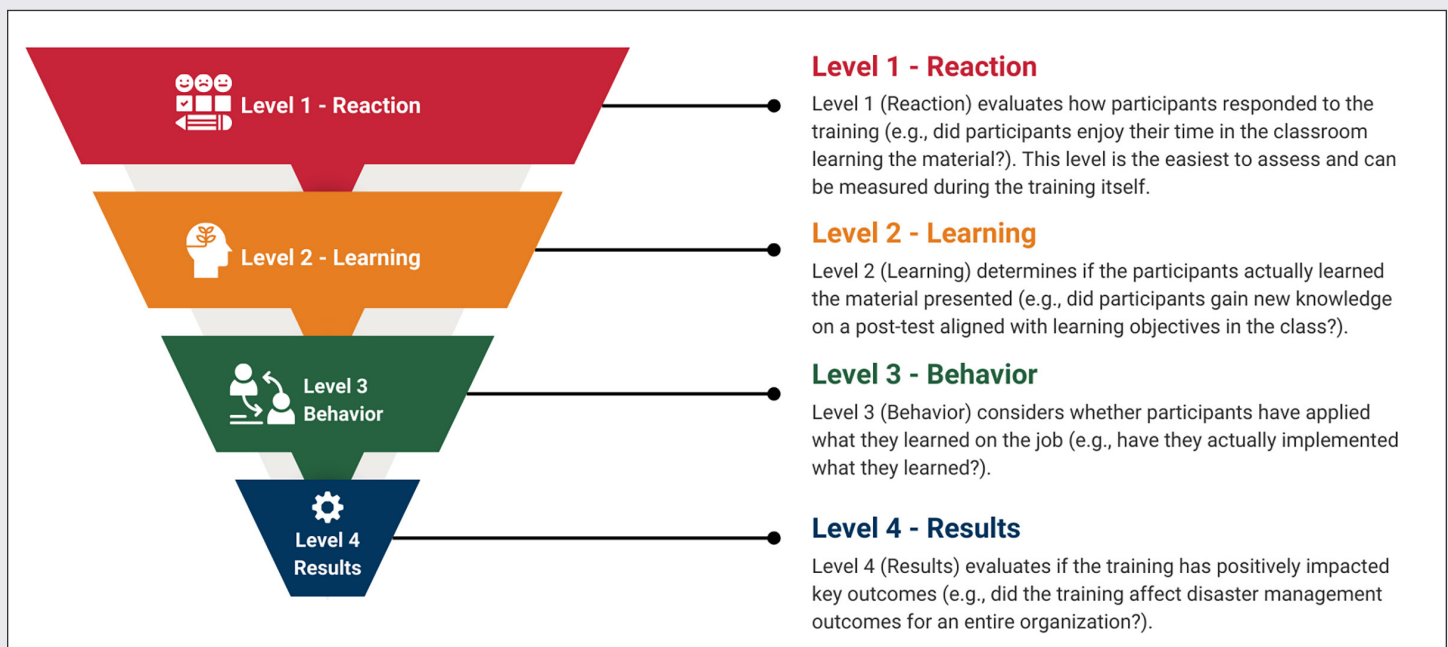 Level 1 - Reaction
Level 2 - Learning
Level 3
Behavior
Level 4
Results
Level 1 - Reaction
Level 1 (Reaction) evaluates how participants responded to the
training (e.g., did participants enjoy their time in the classroom
learning the material?). This level is the easiest to assess and can
be measured during the training itself.
Level 2 - Learning
Level 2 (Learning) determines if the participants actually learned
the material presented (e.g., did participants gain new knowledge
on a post-test aligned with learning objectives in the class?).
Level 3 - Behavior
Level 3 (Behavior) considers whether participants have applied
what they learned on the job (e.g., have they actually implemented
what they learned?).
Level 4 - Results
Level 4 (Results) evaluates if the training has positively impacted
key outcomes (e.g., did the training affect disaster management
outcomes for an entire organization?).